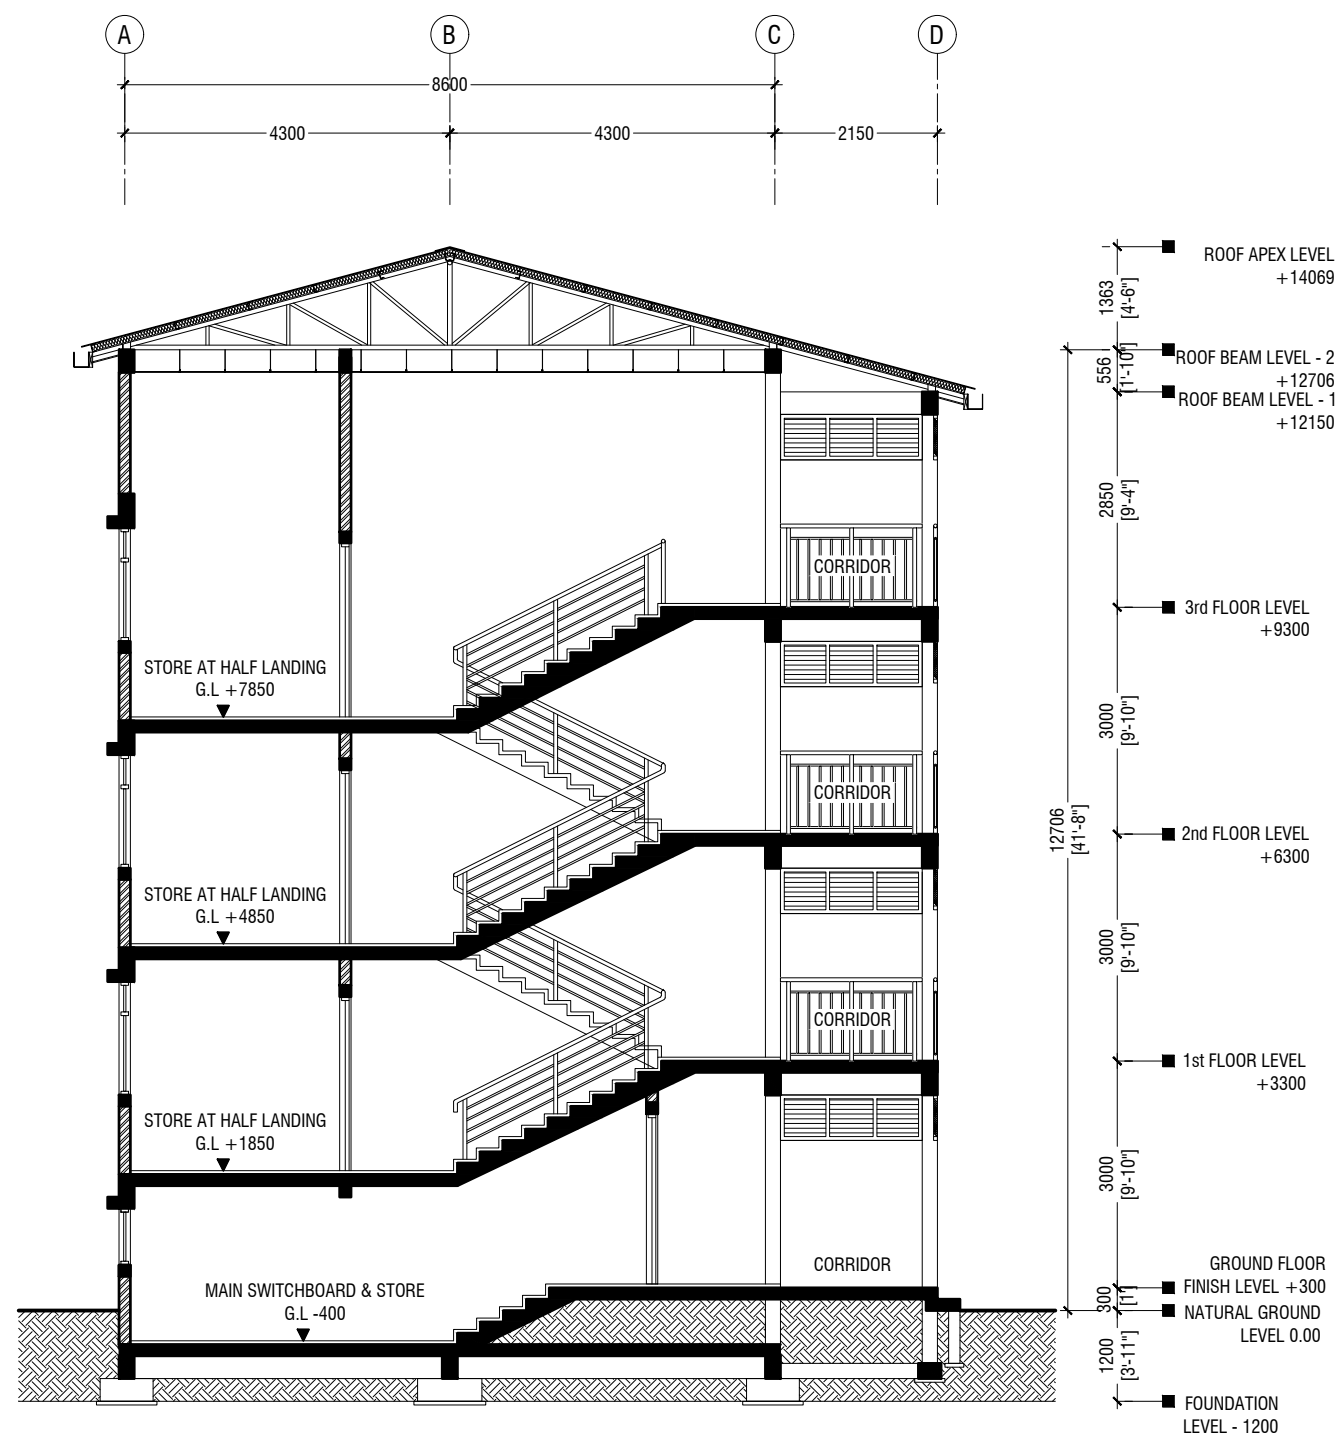 A
B
C
D
8600
4300
4300
2150
ROOF APEX LEVEL
+14069
1363
[4'-6"]
ROOF BEAM LEVEL - 2
+12706
556
[1'-10"]
ROOF BEAM LEVEL - 1
+12150
2850
[9'-4"]
CORRIDOR
3rd FLOOR LEVEL
+9300
STORE AT HALF LANDING
G.L +7850
3000
[9'-10"]
CORRIDOR
12706
[41'-8"]
2nd FLOOR LEVEL
+6300
STORE AT HALF LANDING
G.L +4850
3000
[9'-10"]
CORRIDOR
1st FLOOR LEVEL
+3300
STORE AT HALF LANDING
G.L +1850
3000
[9'-10"]
CORRIDOR
GROUND FLOOR
FINISH LEVEL +300
MAIN SWITCHBOARD & STORE
G.L -400
300
[1']
NATURAL GROUND
LEVEL 0.00
1200
[3'-11"]
FOUNDATION
LEVEL - 1200